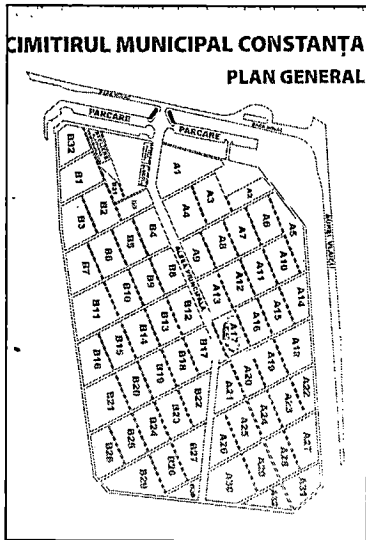 CIMITIRUL MUNICIPAL CONSTANȚA
PLAN GENERAL
PARCARE
PARCARE
B32
A1
B1
B2
A3
A4
A5
A6
B3
B4
B5
A7
A8
A9
B6
A10
A11
B7
B8
B9
B10
ALEEA PRINCIPALA
A12
A13
A14
A15
B11
B12
B13
B14
A16
A17
A18
B15
B16
B17
B18
A19
A20
B19
B20
A21
A22
A23
B21
B22
B23
A24
A25
B24
B25
A26
A27
A28
B26
B27
B28
B29
A30
A31